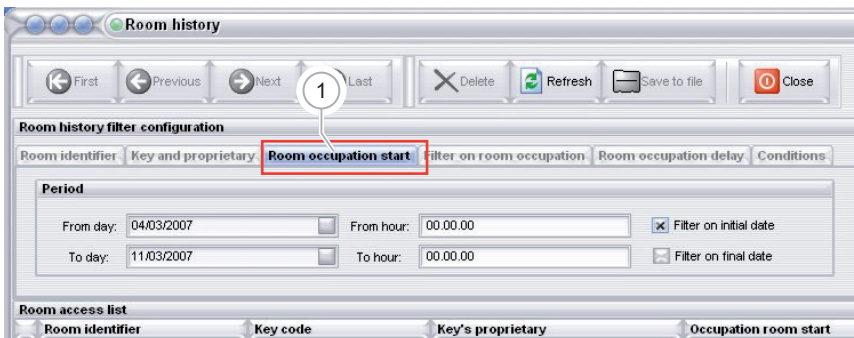 Room history
First Previous Next Last Delete Refresh Save to file Close
1
Room history filter configuration
Room identifier Key and proprietary Room occupation start Filter on room occupation Room occupation delay Conditions
Period
From day: 04/03/2007 From hour: 00.00.00 Filter on initial date
To day: 11/03/2007 To hour: 00.00.00 Filter on final date
Room access list
Room identifier Key code Key's proprietary Occupation room start